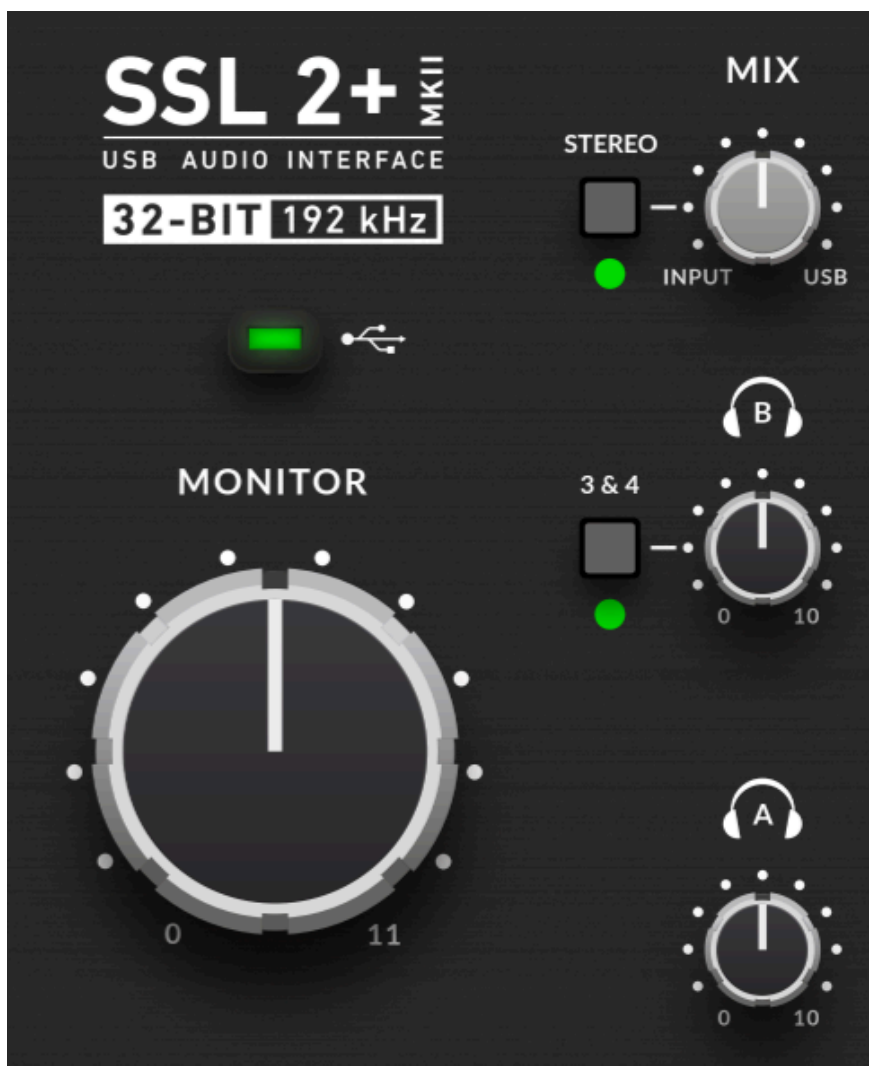 SSL 2+ MKII
USB AUDIO INTERFACE
32-BIT 192 kHz
MIX
STEREO
INPUT USB
MONITOR
0 11
B
3 & 4
0 10
A
0 10